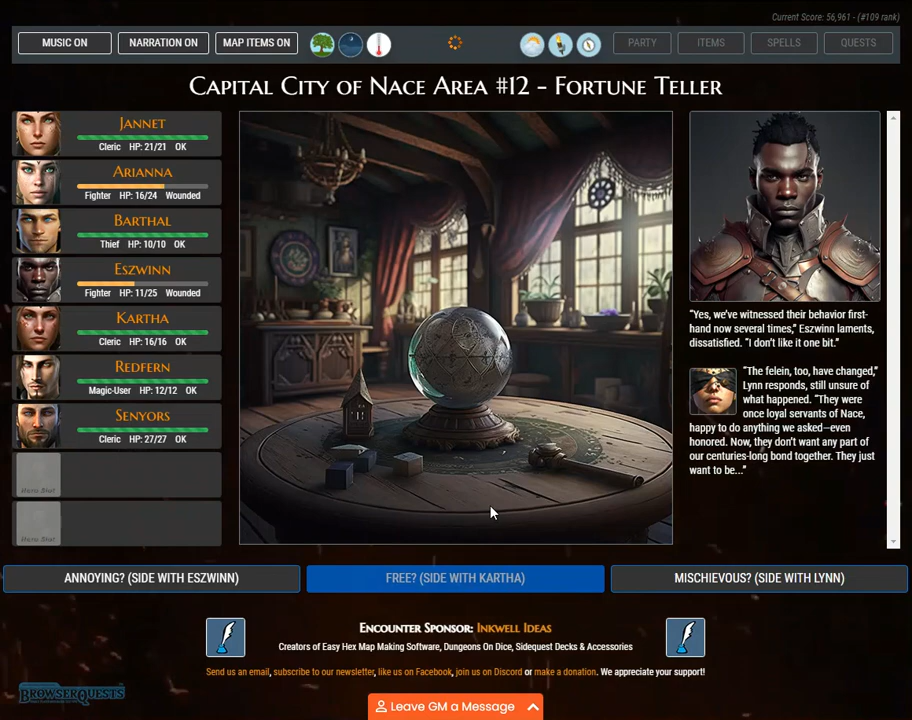 Current Score: 56,961 - (#109 rank)
MUSIC ON
NARRATION ON
MAP ITEMS ON
PARTY
ITEMS
SPELLS
QUESTS
Capital City of Nace Area #12 - Fortune Teller
Jannet
Cleric HP: 21/21 OK
Arianna
Fighter HP: 16/24 Wounded
Barthal
Thief HP: 10/10 OK
Eszwinn
Fighter HP: 11/25 Wounded
Kartha
Cleric HP: 16/16 OK
Redfern
Magic-User HP: 12/12 OK
Senyors
Cleric HP: 27/27 OK
Hero Slot
Hero Slot
“Yes, we've witnessed their behavior first-
hand now several times,” Eszwinn laments,
dissatisfied. “I don't like it one bit.”
“The felein, too, have changed,”
Lynn responds, still unsure of
what happened. “They were
once loyal servants of Nace,
happy to do anything we asked—even
honored. Now, they don't want any part of
our centuries-long bond together. They just
want to be...”
ANNOYING? (SIDE WITH ESZWINN)
FREE? (SIDE WITH KARTHA)
MISCHIEVOUS? (SIDE WITH LYNN)
Encounter Sponsor: Inkwell Ideas
Creators of Easy Hex Map Making Software, Dungeons On Dice, Sidequest Decks & Accessories
Send us an email, subscribe to our newsletter, like us on Facebook, join us on Discord or make a donation. We appreciate your support!
BrowserQuests
Leave GM a Message